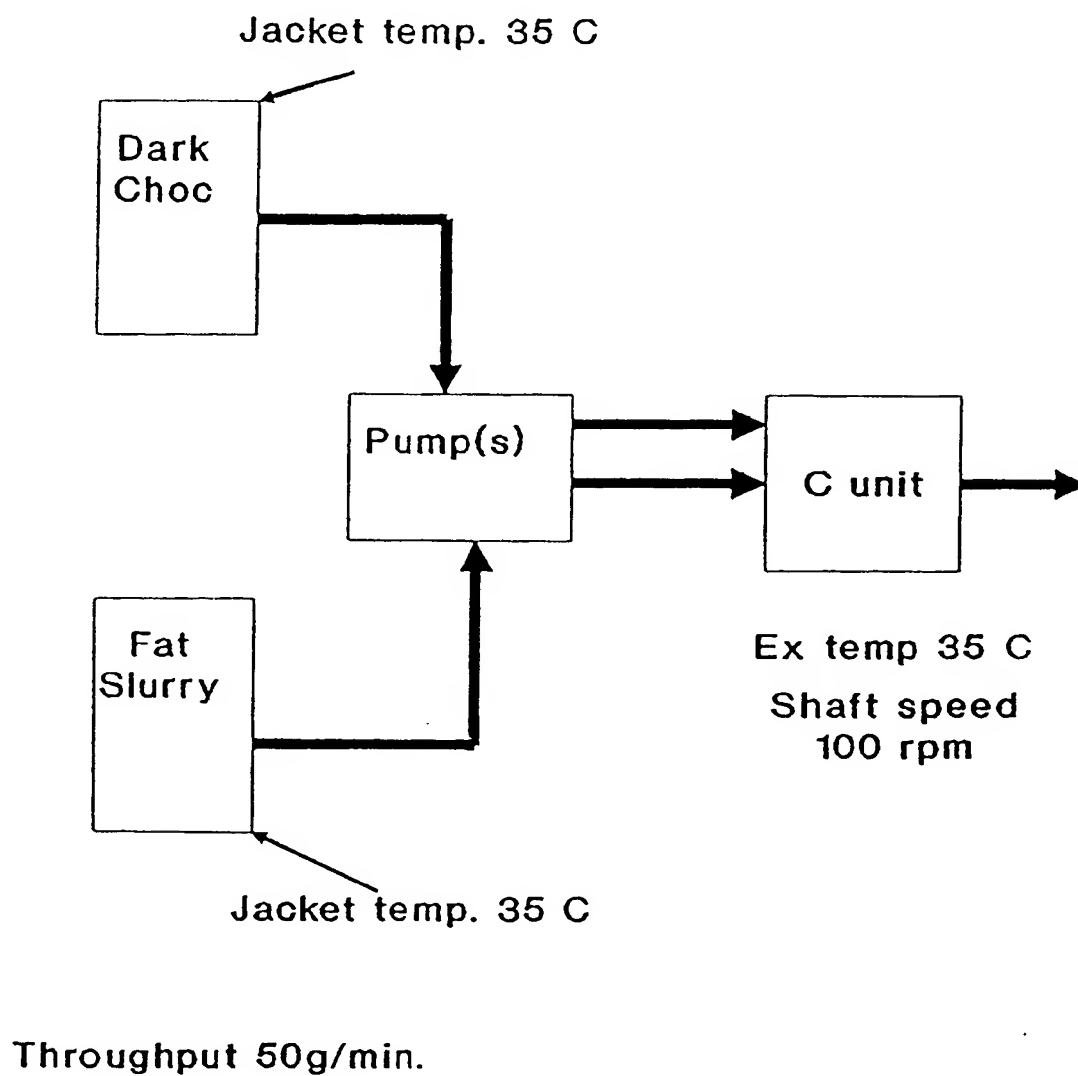 Jacket temp. 35 C
Dark
Choc
Pump(s)
C unit
Fat
Slurry
Ex temp 35 C
Shaft speed
100 rpm
Jacket temp. 35 C
Throughput 50g/min.